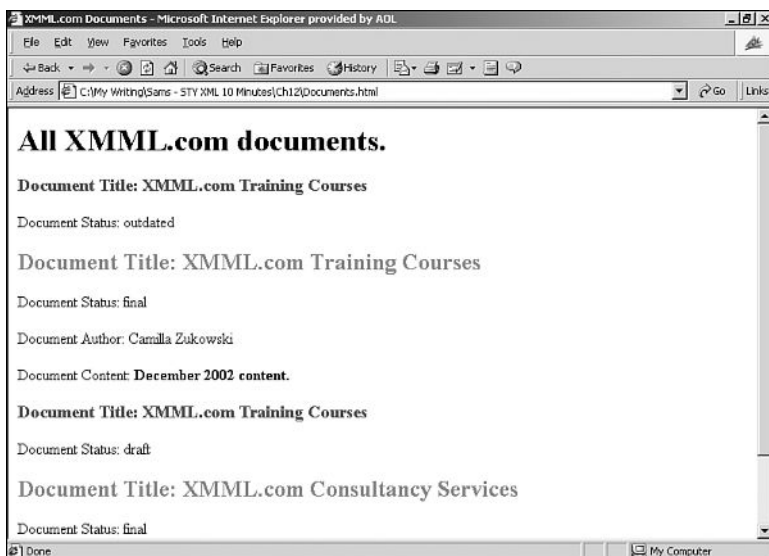 XMML.com Documents - Microsoft Internet Explorer provided by AOL
File Edit View Favorites Tools Help
Back Search Favorites History
Address C:\My Writing\Sams - STY XML 10 Minutes\Ch12\Documents.html Go Links
All XMML.com documents.
Document Title: XMML.com Training Courses
Document Status: outdated
Document Title: XMML.com Training Courses
Document Status: final
Document Author: Camilla Zukowski
Document Content: December 2002 content.
Document Title: XMML.com Training Courses
Document Status: draft
Document Title: XMML.com Consultancy Services
Document Status: final
Done My Computer